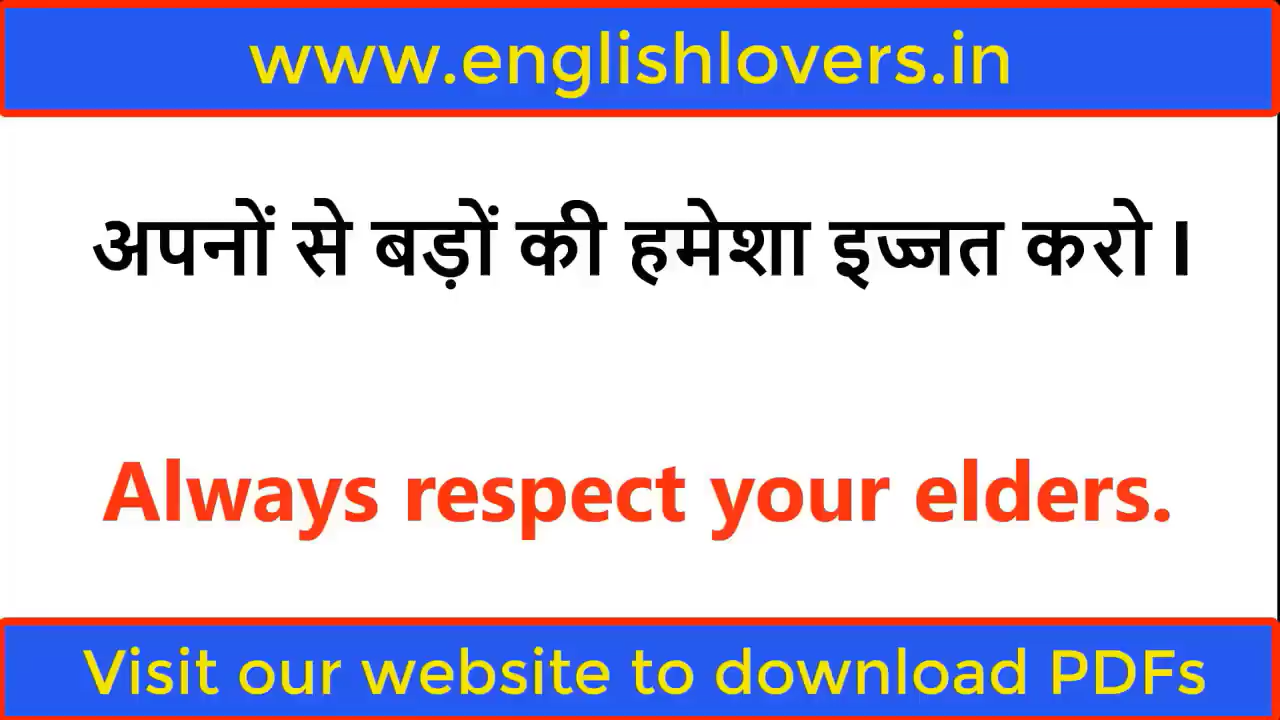 www.englishlovers.in
अपनों से बड़ों की हमेशा इज्जत करो ।
Always respect your elders.
Visit our website to download PDFs